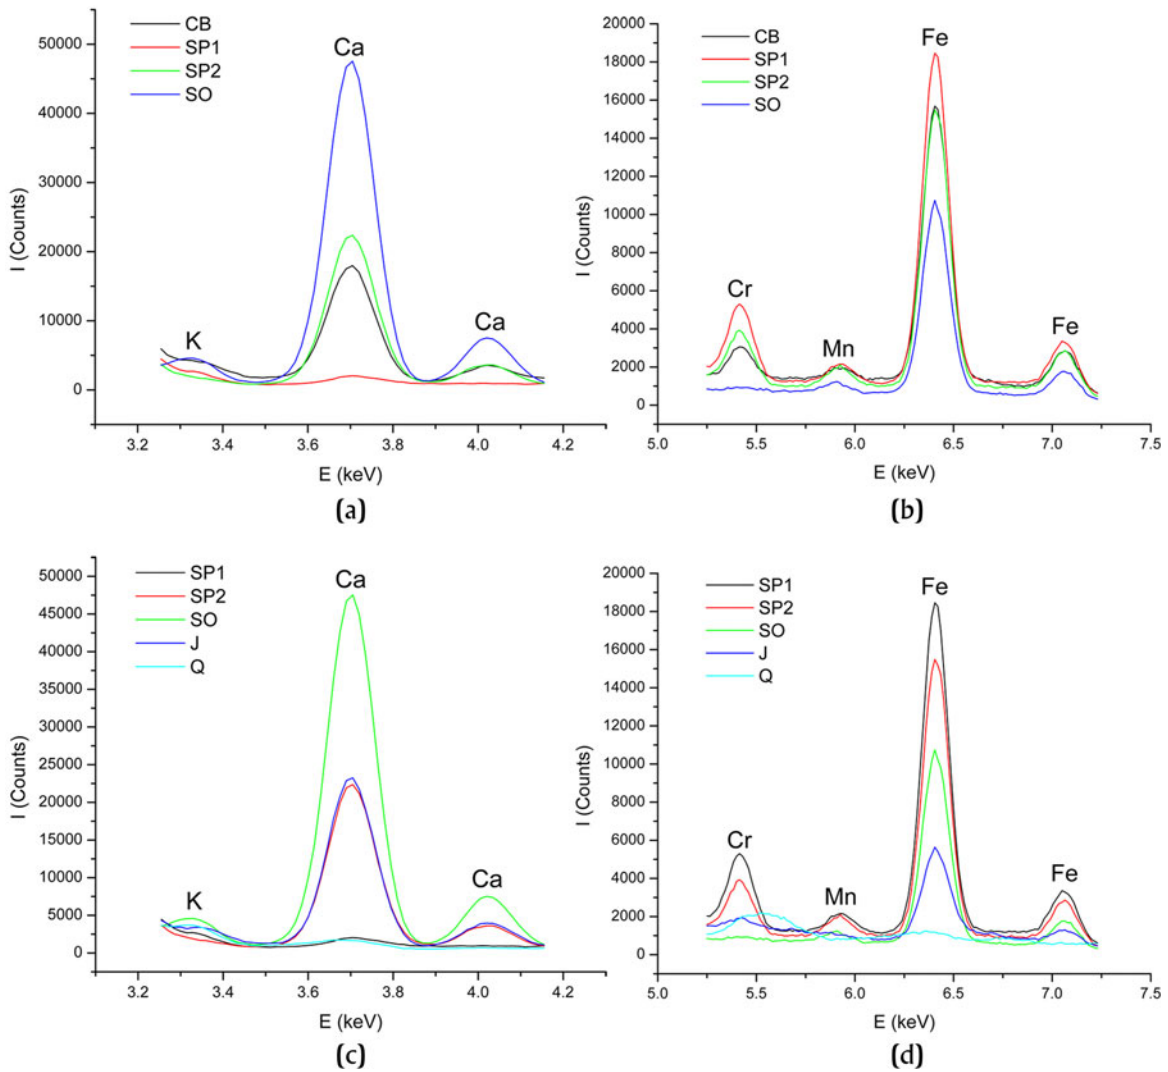 CB
SP1
SP2
SO
Ca
K
Ca
50000
40000
30000
20000
10000
0
I (Counts)
3.2 3.4 3.6 3.8 4.0 4.2
E (keV)
(a)
CB
SP1
SP2
SO
Fe
Cr
Mn
Fe
20000
18000
16000
14000
12000
10000
8000
6000
4000
2000
0
I (Counts)
5.0 5.5 6.0 6.5 7.0 7.5
E (keV)
(b)
SP1
SP2
SO
J
Q
Ca
K
Ca
50000
45000
40000
35000
30000
25000
20000
15000
10000
5000
0
I (Counts)
3.2 3.4 3.6 3.8 4.0 4.2
E (keV)
(c)
SP1
SP2
SO
J
Q
Fe
Cr
Mn
Fe
20000
18000
16000
14000
12000
10000
8000
6000
4000
2000
0
I (Counts)
5.0 5.5 6.0 6.5 7.0 7.5
E (keV)
(d)